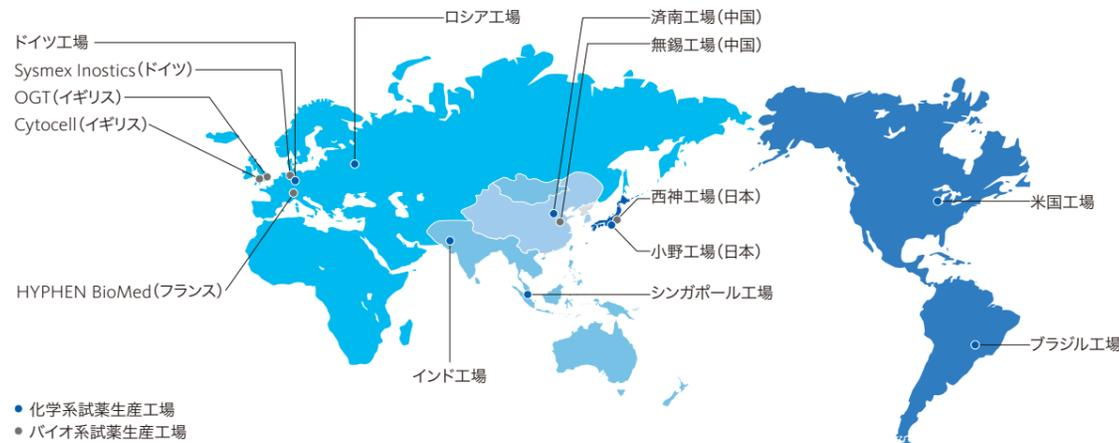 ロシア工場
済南工場(中国)
無錫工場(中国)
ドイツ工場
Sysmex Inostics(ドイツ)
OGT(イギリス)
Cytocell(イギリス)
西神工場(日本)
米国工場
小野工場(日本)
HYPHEN BioMed(フランス)
シンガポール工場
ブラジル工場
インド工場
化学系試薬生産工場
バイオ系試薬生産工場